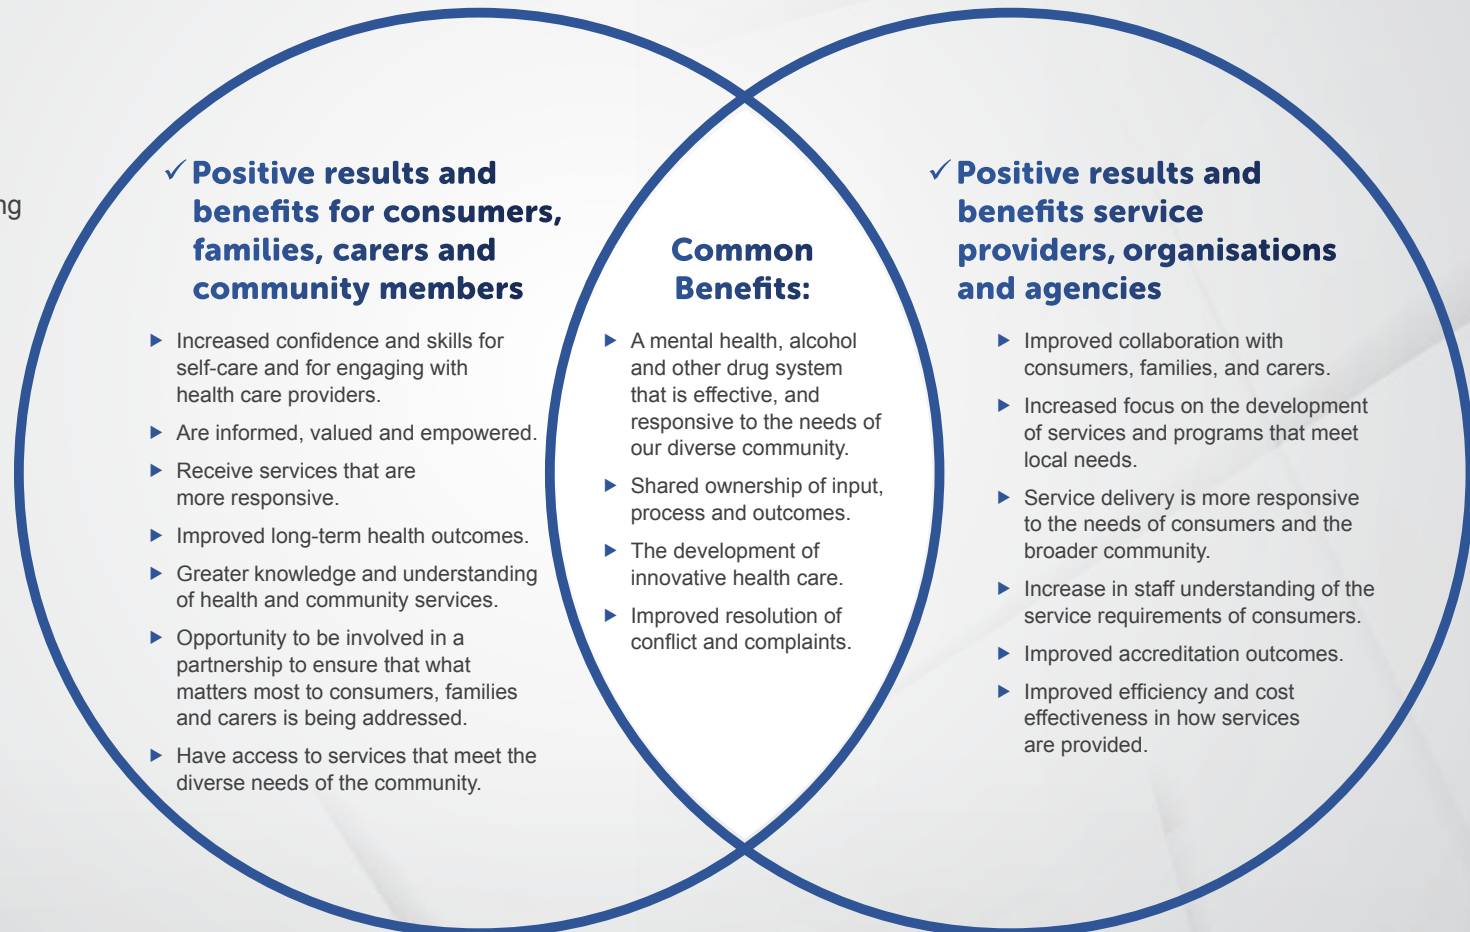 ✓ Positive results and
benefits for consumers,
families, carers and
community members
▶ Increased confidence and skills for
self-care and for engaging with
health care providers.
▶ Are informed, valued and empowered.
▶ Receive services that are
more responsive.
▶ Improved long-term health outcomes.
▶ Greater knowledge and understanding
of health and community services.
▶ Opportunity to be involved in a
partnership to ensure that what
matters most to consumers, families
and carers is being addressed.
▶ Have access to services that meet the
diverse needs of the community.
Common
Benefits:
▶ A mental health, alcohol
and other drug system
that is effective, and
responsive to the needs of
our diverse community.
▶ Shared ownership of input,
process and outcomes.
▶ The development of
innovative health care.
▶ Improved resolution of
conflict and complaints.
✓ Positive results and
benefits service
providers, organisations
and agencies
▶ Improved collaboration with
consumers, families, and carers.
▶ Increased focus on the development
of services and programs that meet
local needs.
▶ Service delivery is more responsive
to the needs of consumers and the
broader community.
▶ Increase in staff understanding of the
service requirements of consumers.
▶ Improved accreditation outcomes.
▶ Improved efficiency and cost
effectiveness in how services
are provided.